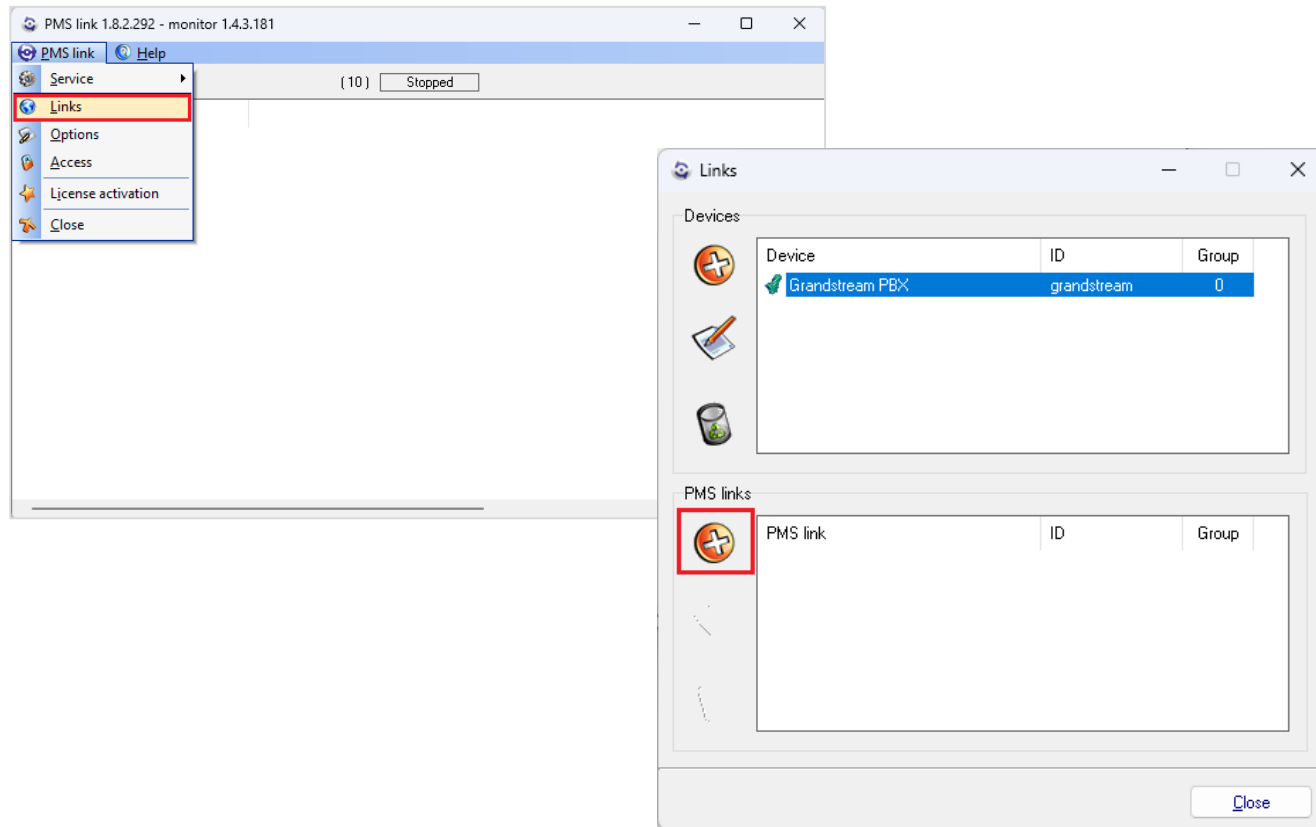 PMS link 1.8.2.292 - monitor 1.4.3.181
PMS link Help
Service
(10) Stopped
Links
Options
Access
License activation
Close
Links
Devices
Device ID Group
Grandstream PBX grandstream 0
PMS links
PMS link ID Group
Close